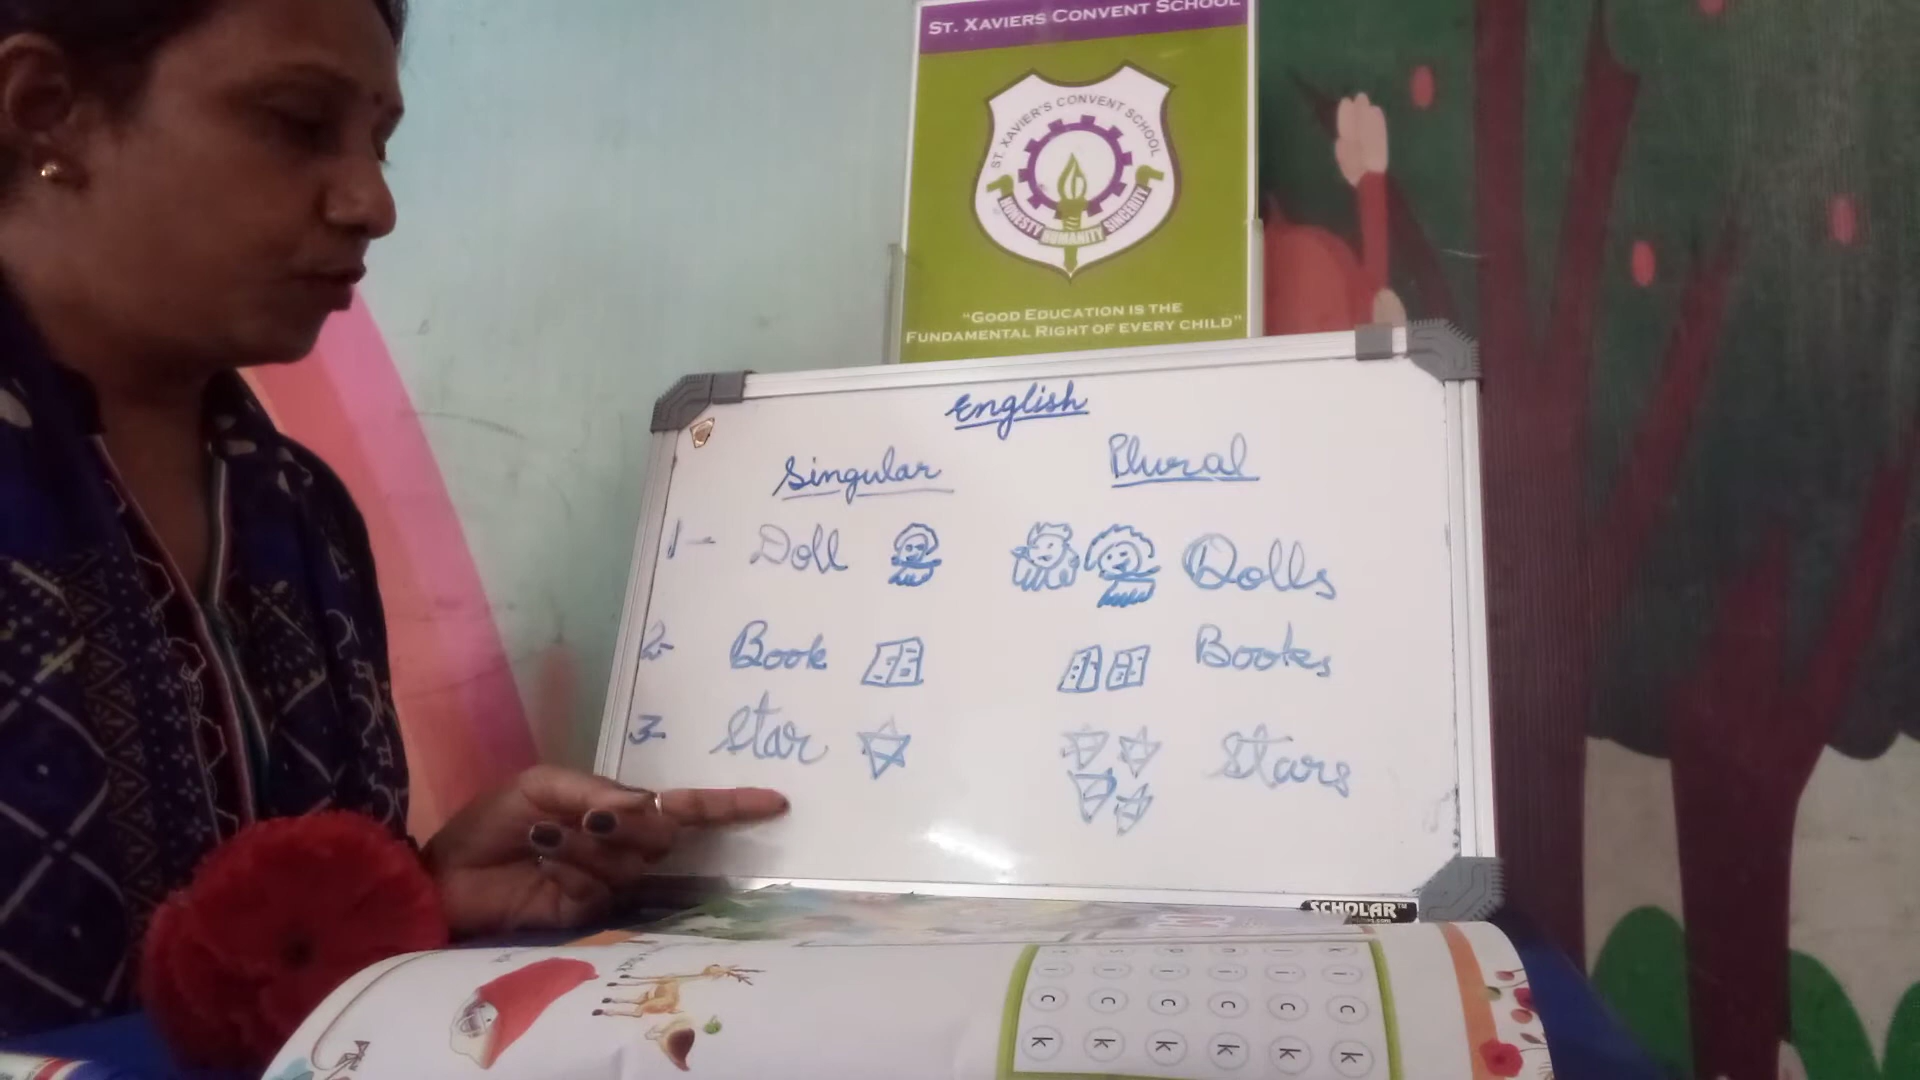 ST. XAVIERS CONVENT SCHOOL
ST. XAVIER'S CONVENT SCHOOL
HONESTY HUMANITY SINCERITY
"GOOD EDUCATION IS THE
FUNDAMENTAL RIGHT OF EVERY CHILD"
English
Singular Plural
1- Doll Dolls
2- Book Books
3- Star Stars
SCHOLAR™
i i i i i i
c c c c c c
k k k k k k